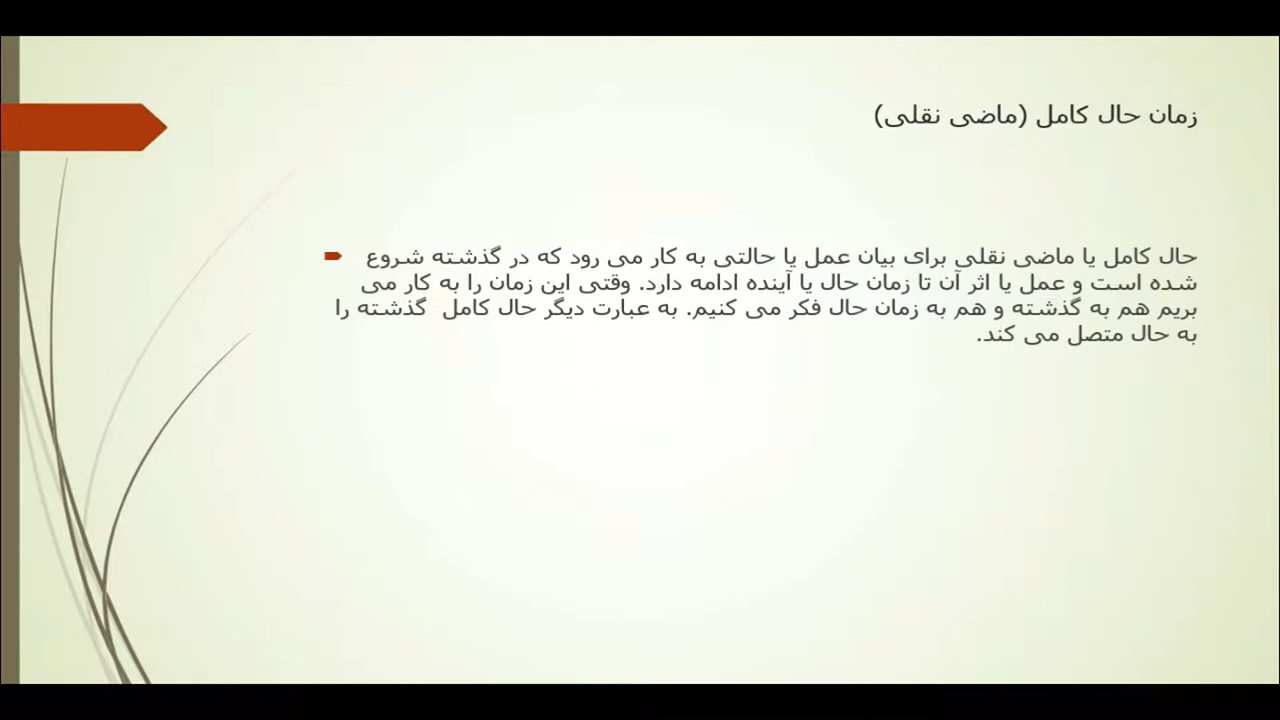 زمان حال کامل (ماضی نقلی)
حال کامل یا ماضی نقلی برای بیان عمل یا حالتی به کار می رود که در گذشته شروع
شده است و عمل یا اثر آن تا زمان حال یا آینده ادامه دارد. وقتی این زمان را به کار می
بریم هم به گذشته و هم به زمان حال فکر می کنیم. به عبارت دیگر حال کامل گذشته را
به حال متصل می کند.